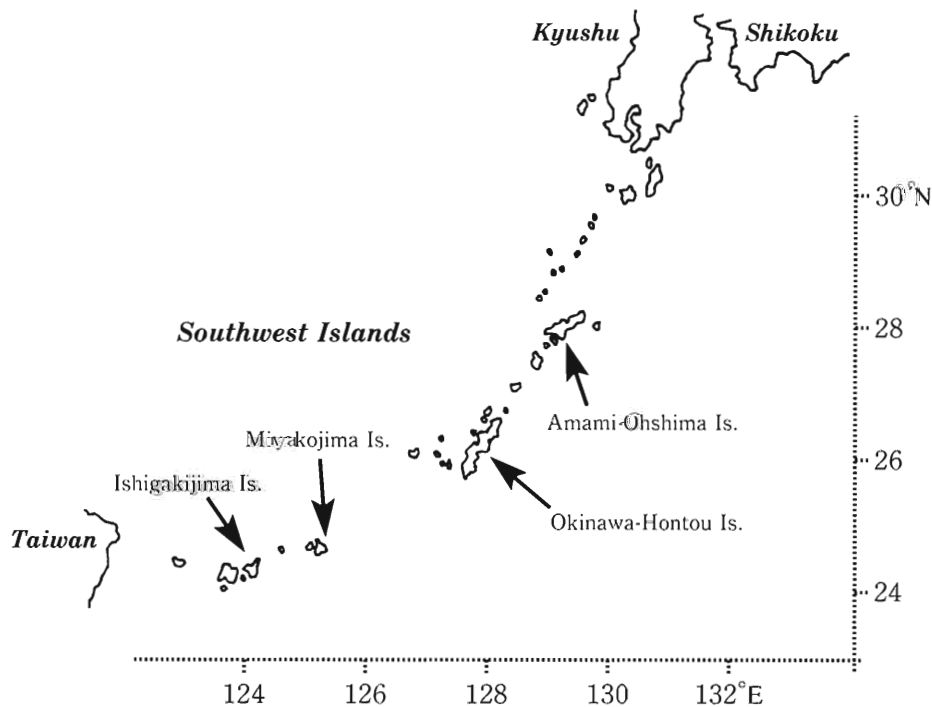 Kyushu
Shikoku
30°N
Southwest Islands
28
Amami-Ohshima Is.
Miyakojima Is.
26
Ishigakijima Is.
Okinawa-Hontou Is.
Taiwan
24
124
126
128
130
132°E